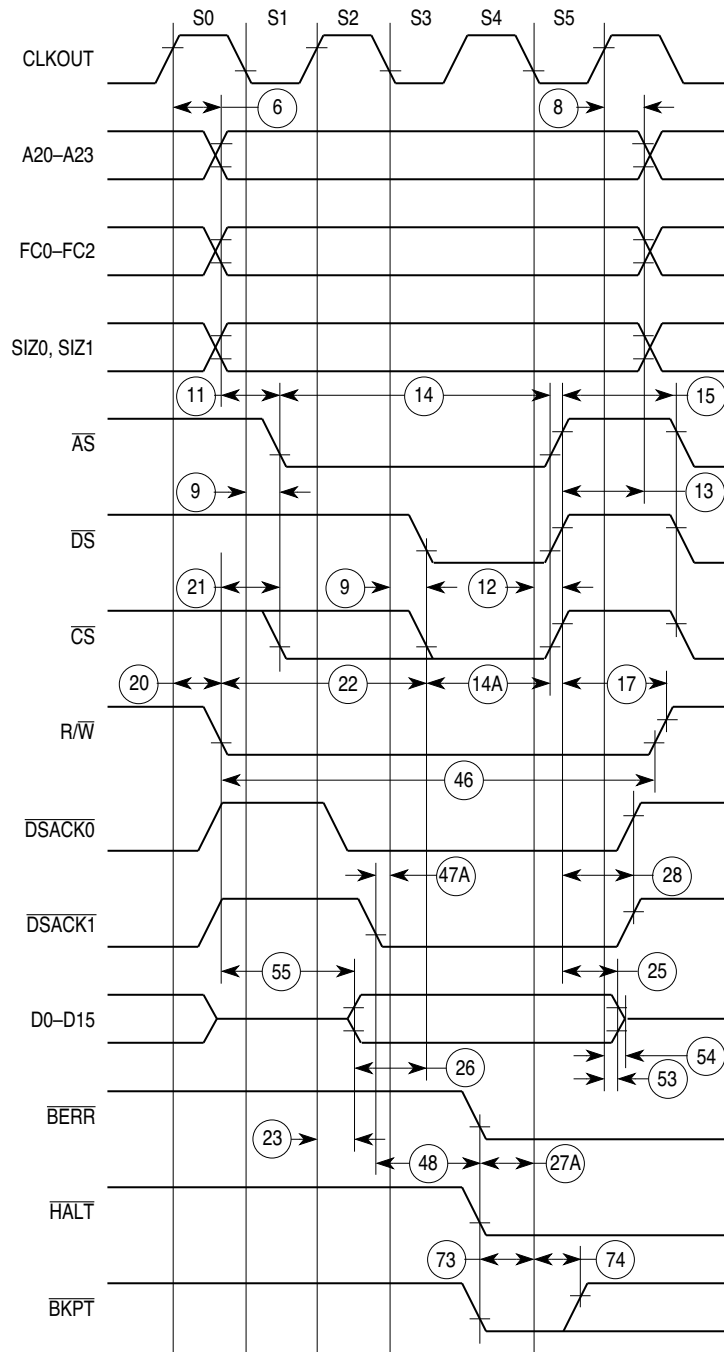 S0 S1 S2 S3 S4 S5
CLKOUT
6 8
A20–A23
FC0–FC2
SIZ0, SIZ1
11 14 15
AS
9 13
DS
21 9 12
CS
20 22 14A 17
R/W
46
DSACK0
47A 28
DSACK1
55 25
D0–D15
54
26 53
BERR
23
48 27A
HALT
73 74
BKPT